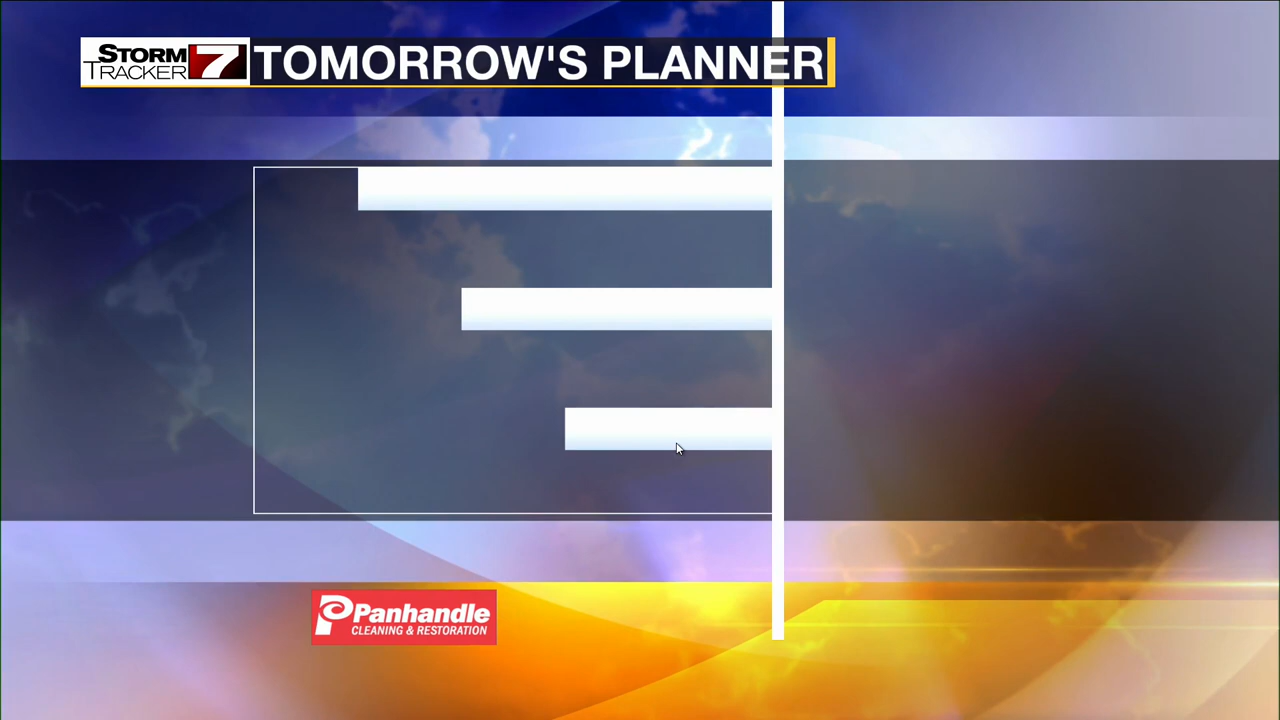 STORM
TRACKER 7
TOMORROW'S PLANNER
Panhandle
CLEANING & RESTORATION